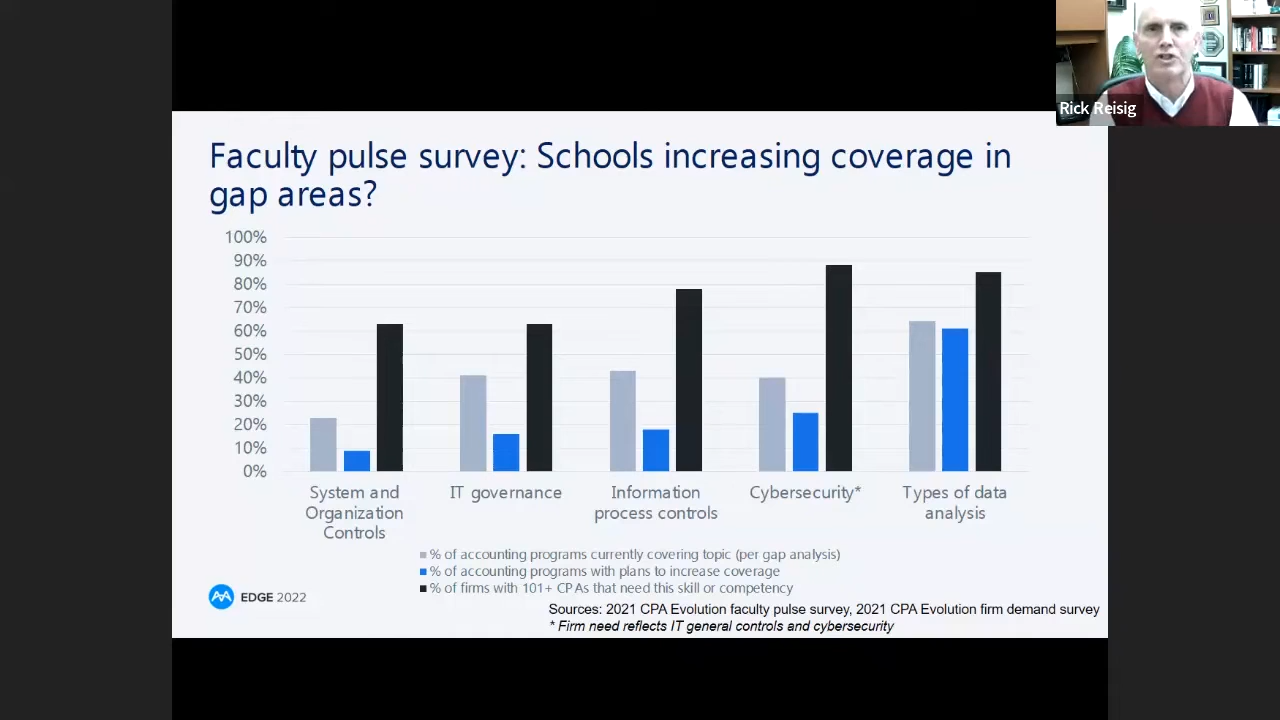 Rick Reisig
Faculty pulse survey: Schools increasing coverage in
gap areas?
100%
90%
80%
70%
60%
50%
40%
30%
20%
10%
0%
System and
Organization
Controls
IT governance
Information
process controls
Cybersecurity*
Types of data
analysis
% of accounting programs currently covering topic (per gap analysis)
% of accounting programs with plans to increase coverage
% of firms with 101+ CPAs that need this skill or competency
EDGE 2022
Sources: 2021 CPA Evolution faculty pulse survey, 2021 CPA Evolution firm demand survey
* Firm need reflects IT general controls and cybersecurity